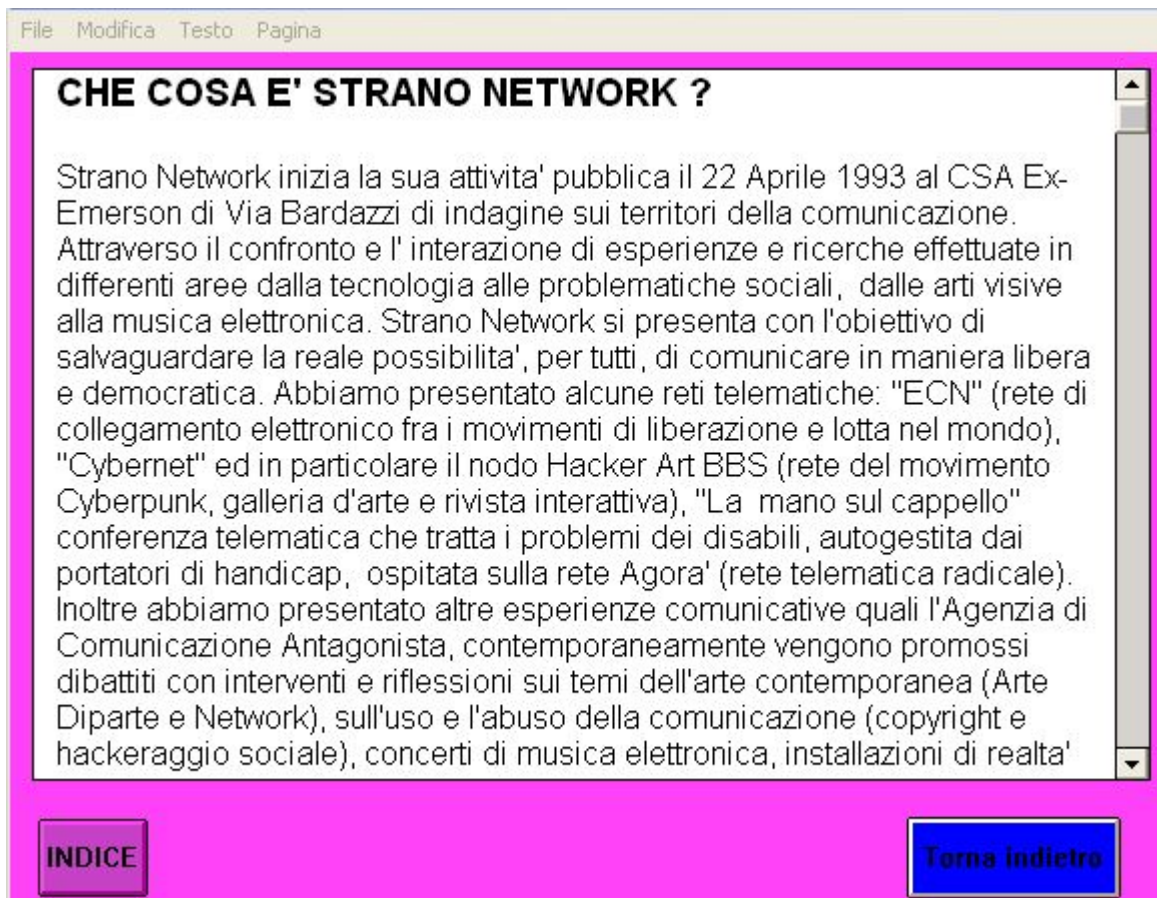 File Modifica Testo Pagina
CHE COSA E' STRANO NETWORK ?
Strano Network inizia la sua attivita' pubblica il 22 Aprile 1993 al CSA Ex-
Emerson di Via Bardazzi di indagine sui territori della comunicazione.
Attraverso il confronto e l' interazione di esperienze e ricerche effettuate in
differenti aree dalla tecnologia alle problematiche sociali,  dalle arti visive
alla musica elettronica. Strano Network si presenta con l'obiettivo di
salvaguardare la reale possibilita', per tutti, di comunicare in maniera libera
e democratica. Abbiamo presentato alcune reti telematiche: "ECN" (rete di
collegamento elettronico fra i movimenti di liberazione e lotta nel mondo),
"Cybernet" ed in particolare il nodo Hacker Art BBS (rete del movimento
Cyberpunk, galleria d'arte e rivista interattiva), "La  mano sul cappello"
conferenza telematica che tratta i problemi dei disabili, autogestita dai
portatori di handicap,  ospitata sulla rete Agora' (rete telematica radicale).
Inoltre abbiamo presentato altre esperienze comunicative quali l'Agenzia di
Comunicazione Antagonista, contemporaneamente vengono promossi
dibattiti con interventi e riflessioni sui temi dell'arte contemporanea (Arte
Diparte e Network), sull'uso e l'abuso della comunicazione (copyright e
hackeraggio sociale), concerti di musica elettronica, installazioni di realta'
INDICE
Torna indietro